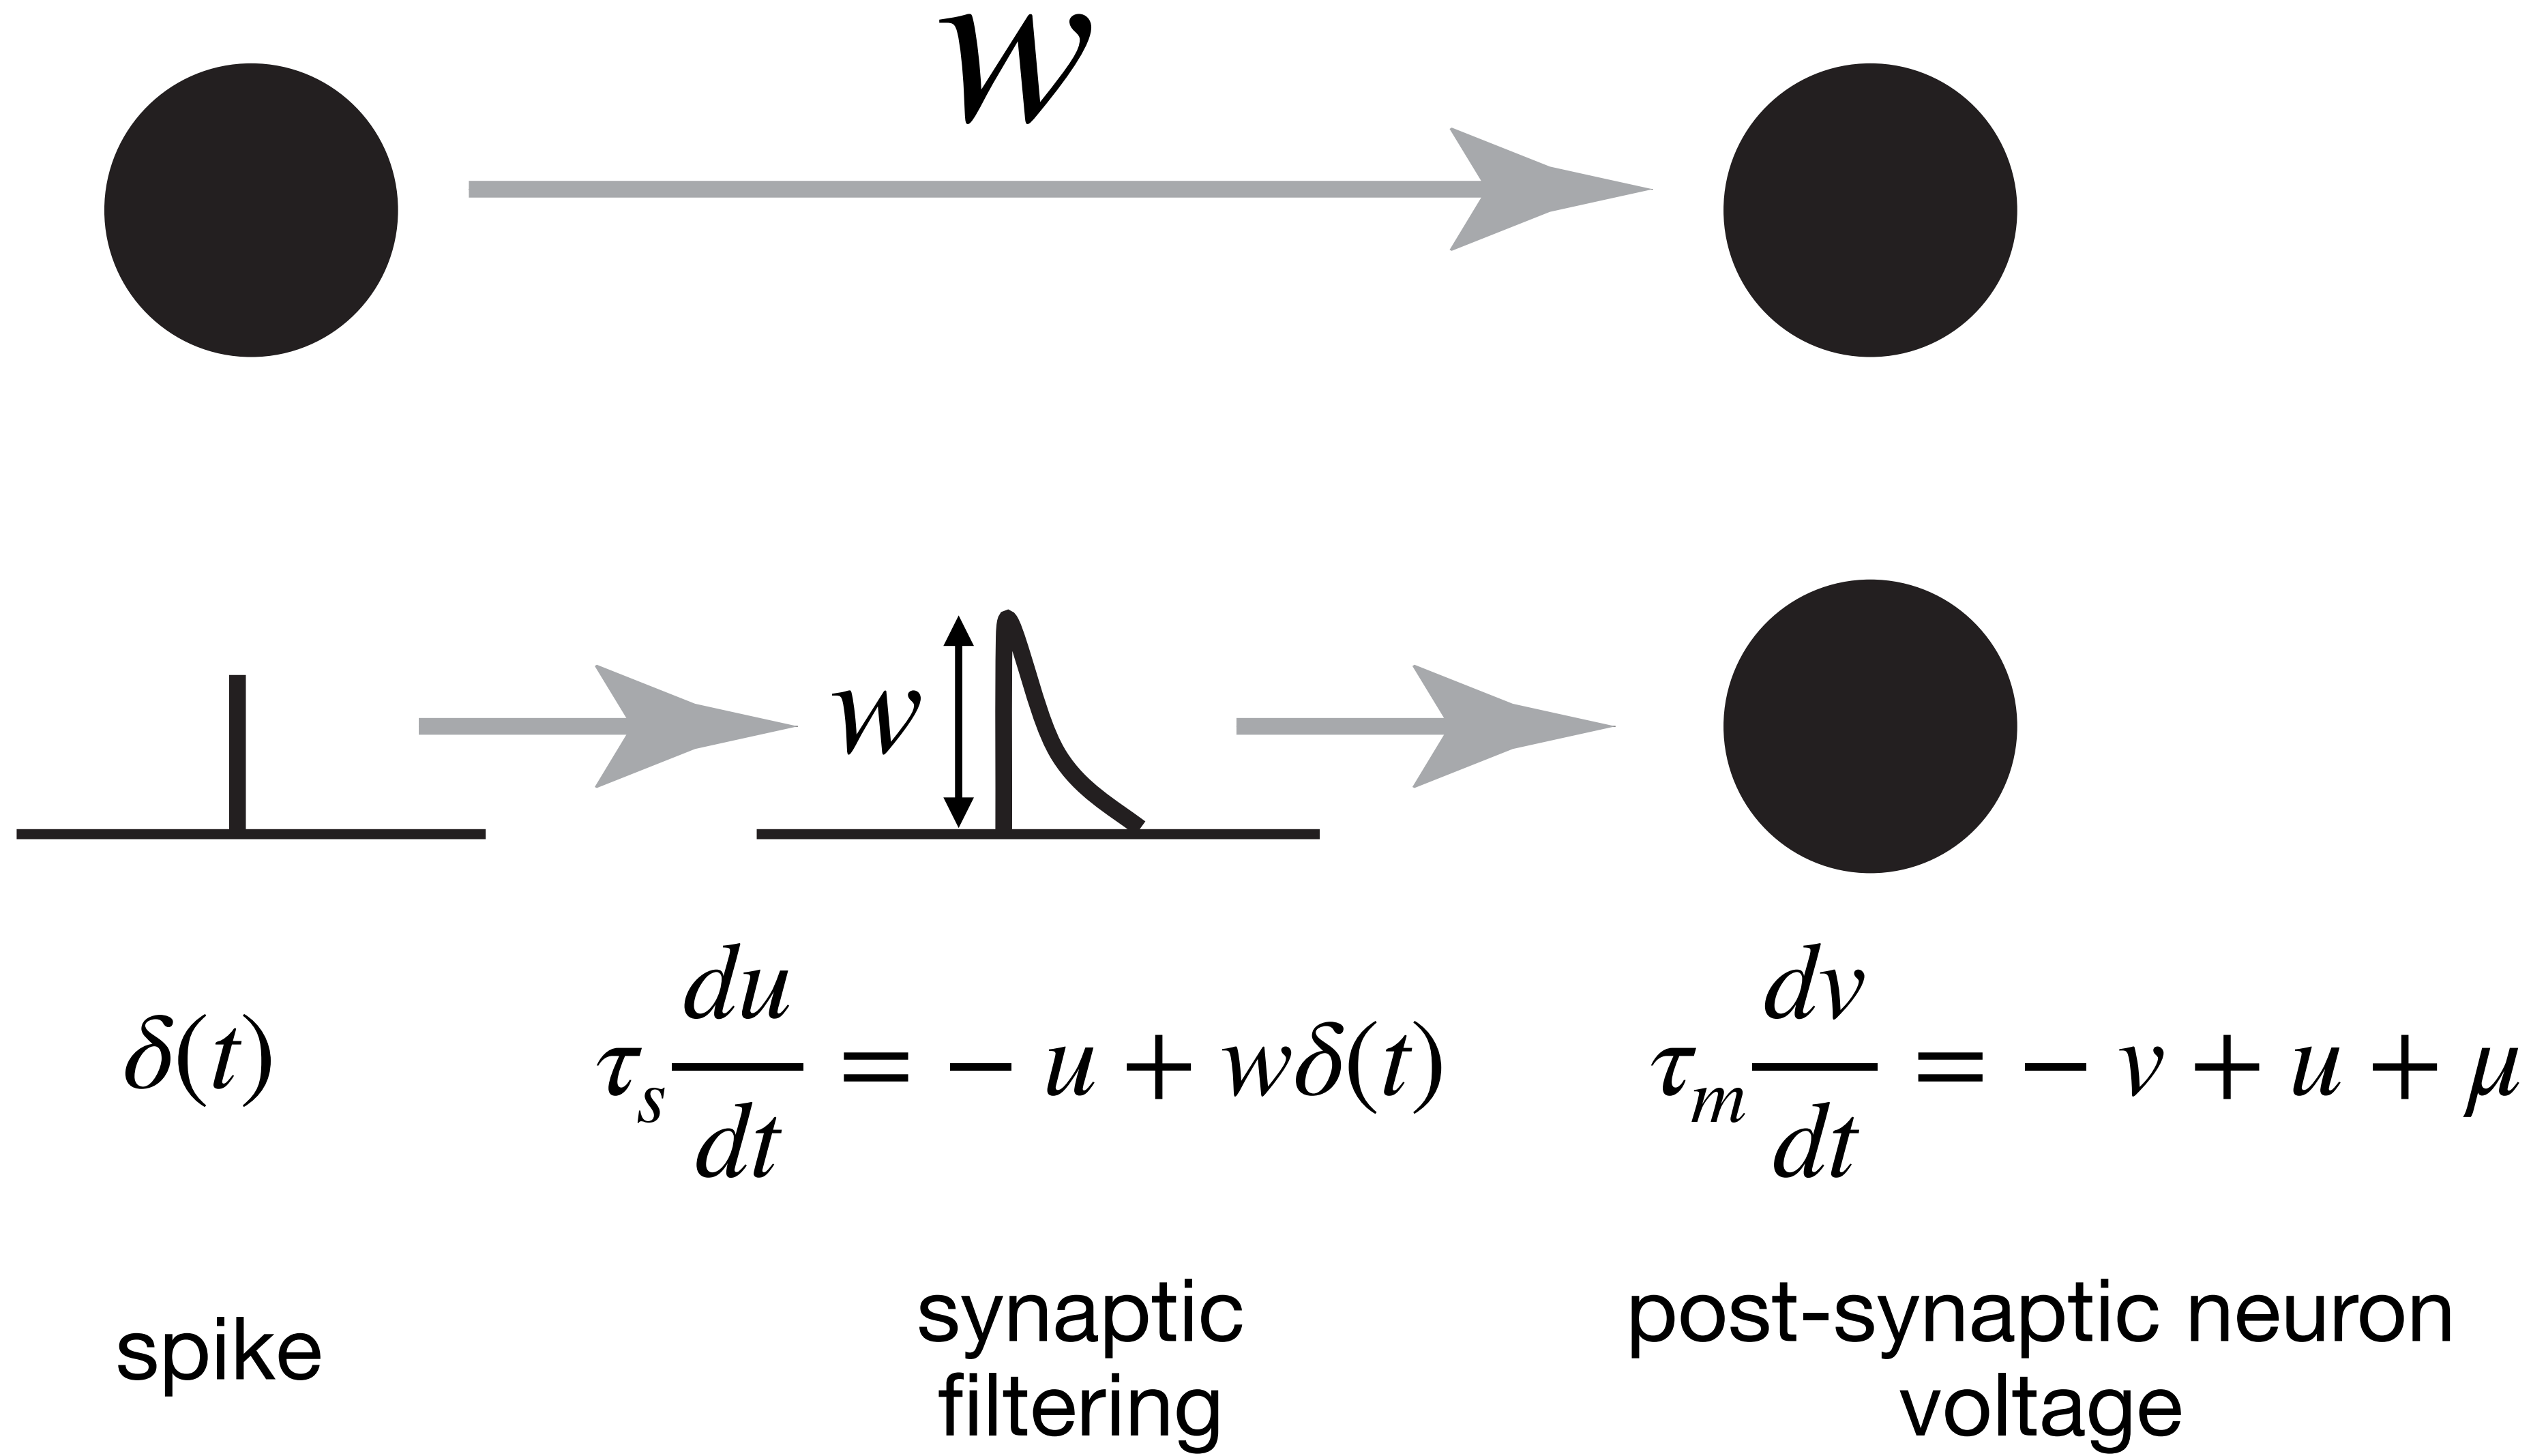 w
w
δ(t)
τ_s du/dt = − u + wδ(t)
τ_m dv/dt = − v + u + μ
spike
synaptic
filtering
post-synaptic neuron
voltage